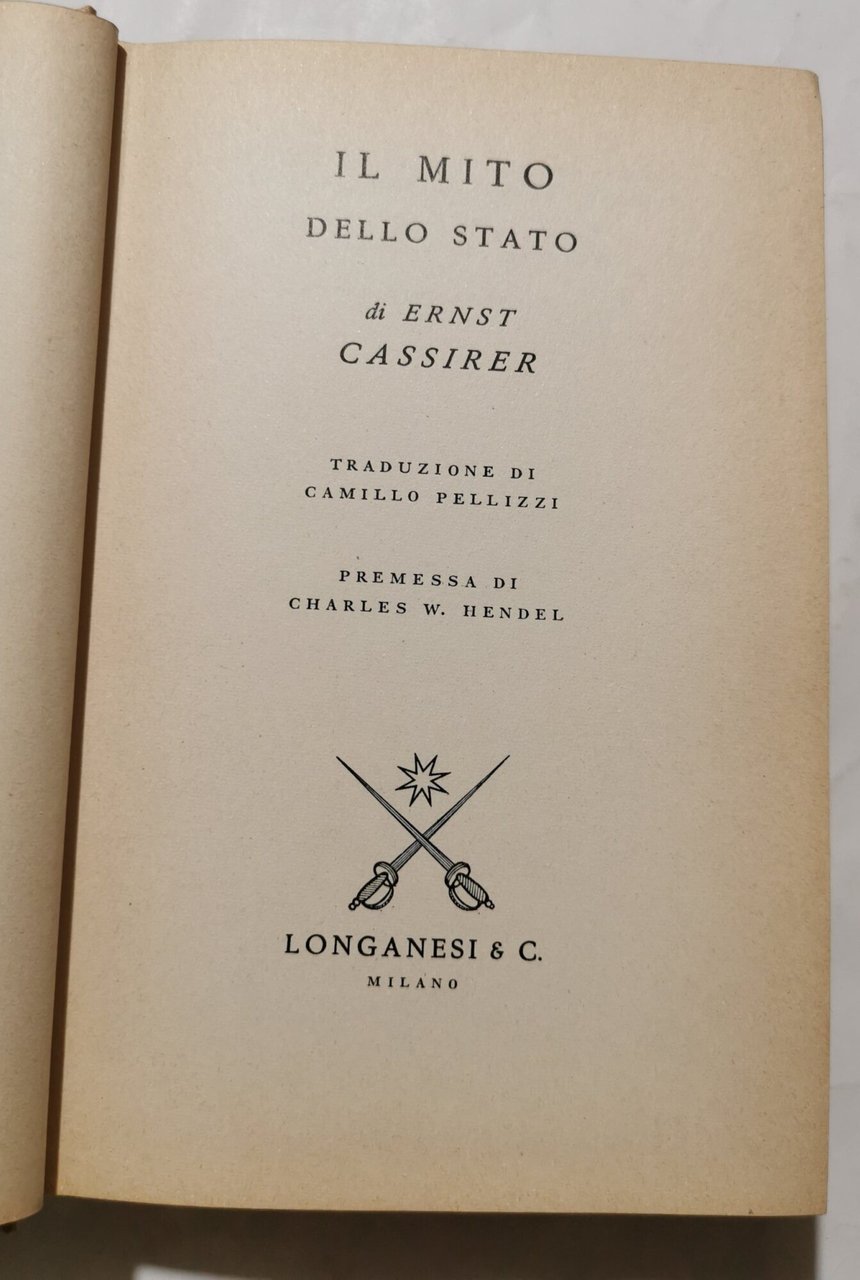 IL MITO
DELLO STATO
di ERNST
CASSIRER
TRADUZIONE DI
CAMILLO PELLIZZI
PREMESSA DI
CHARLES W. HENDEL
LONGANESI & C.
MILANO